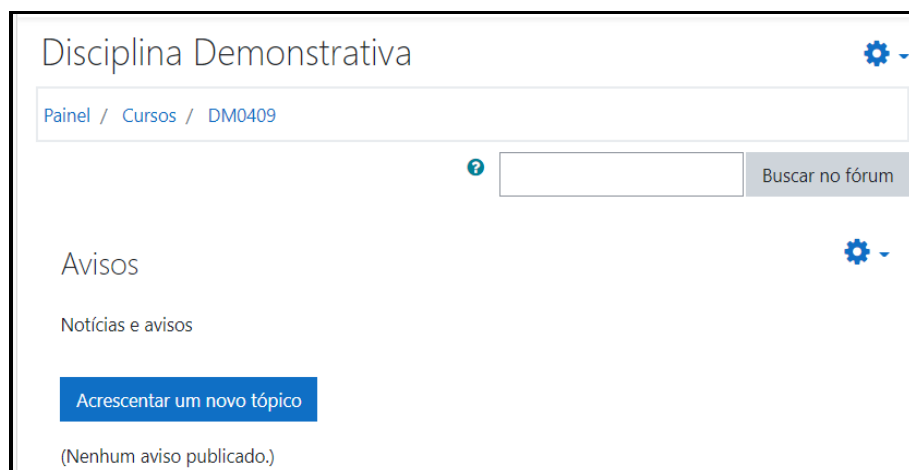 Disciplina Demonstrativa
Painel / Cursos / DM0409
Buscar no fórum
Avisos
Notícias e avisos
Acrescentar um novo tópico
(Nenhum aviso publicado.)